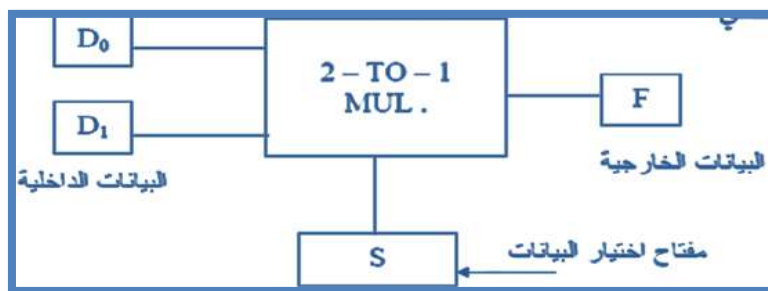 D₀
2 – TO – 1
MUL .
F
D₁
البيانات الخارجية
البيانات الداخلية
S
مفتاح اختيار البيانات